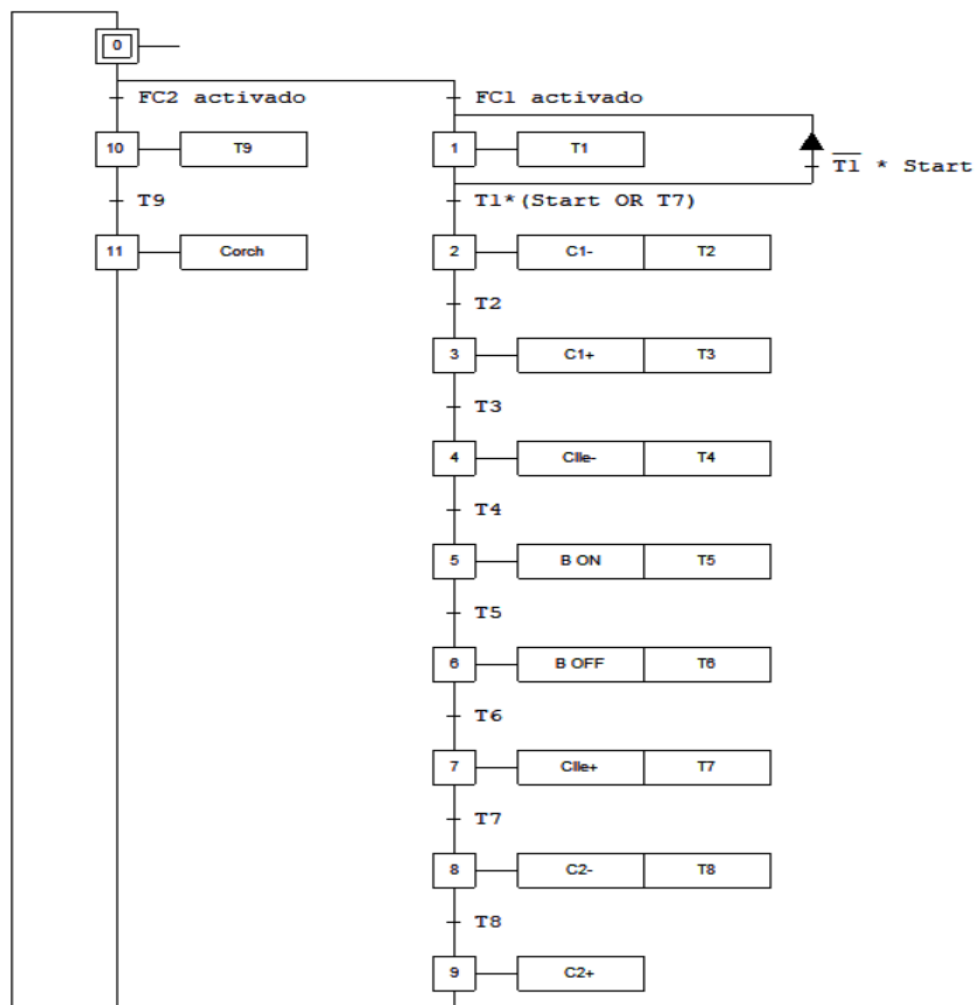 0
FC2 activado
FC1 activado
10 T9
1 T1
T1 * Start
T9
T1*(Start OR T7)
11 Corch
2 C1- T2
T2
3 C1+ T3
T3
4 Clle- T4
T4
5 B ON T5
T5
6 B OFF T6
T6
7 Clle+ T7
T7
8 C2- T8
T8
9 C2+